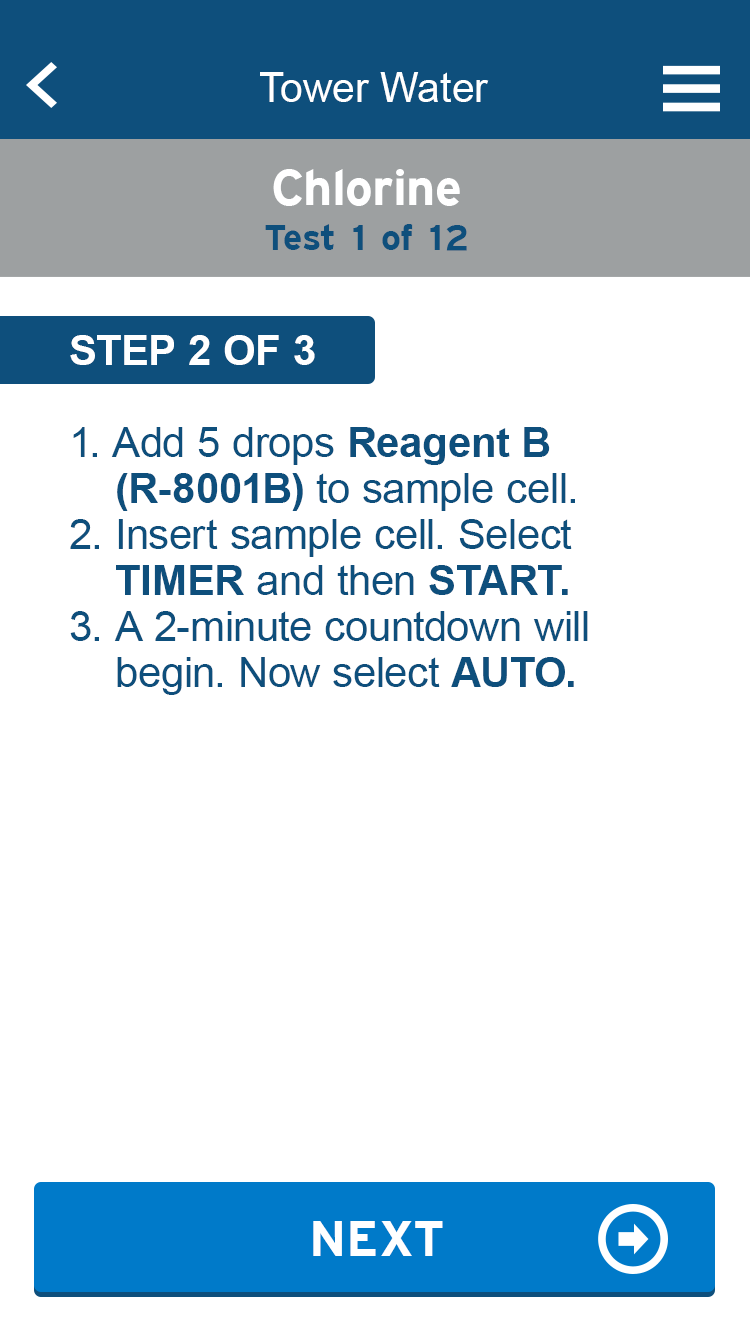 Tower Water
Chlorine
Test 1 of 12
STEP 2 OF 3
1. Add 5 drops Reagent B
(R-8001B) to sample cell.
2. Insert sample cell. Select
TIMER and then START.
3. A 2-minute countdown will
begin. Now select AUTO.
NEXT